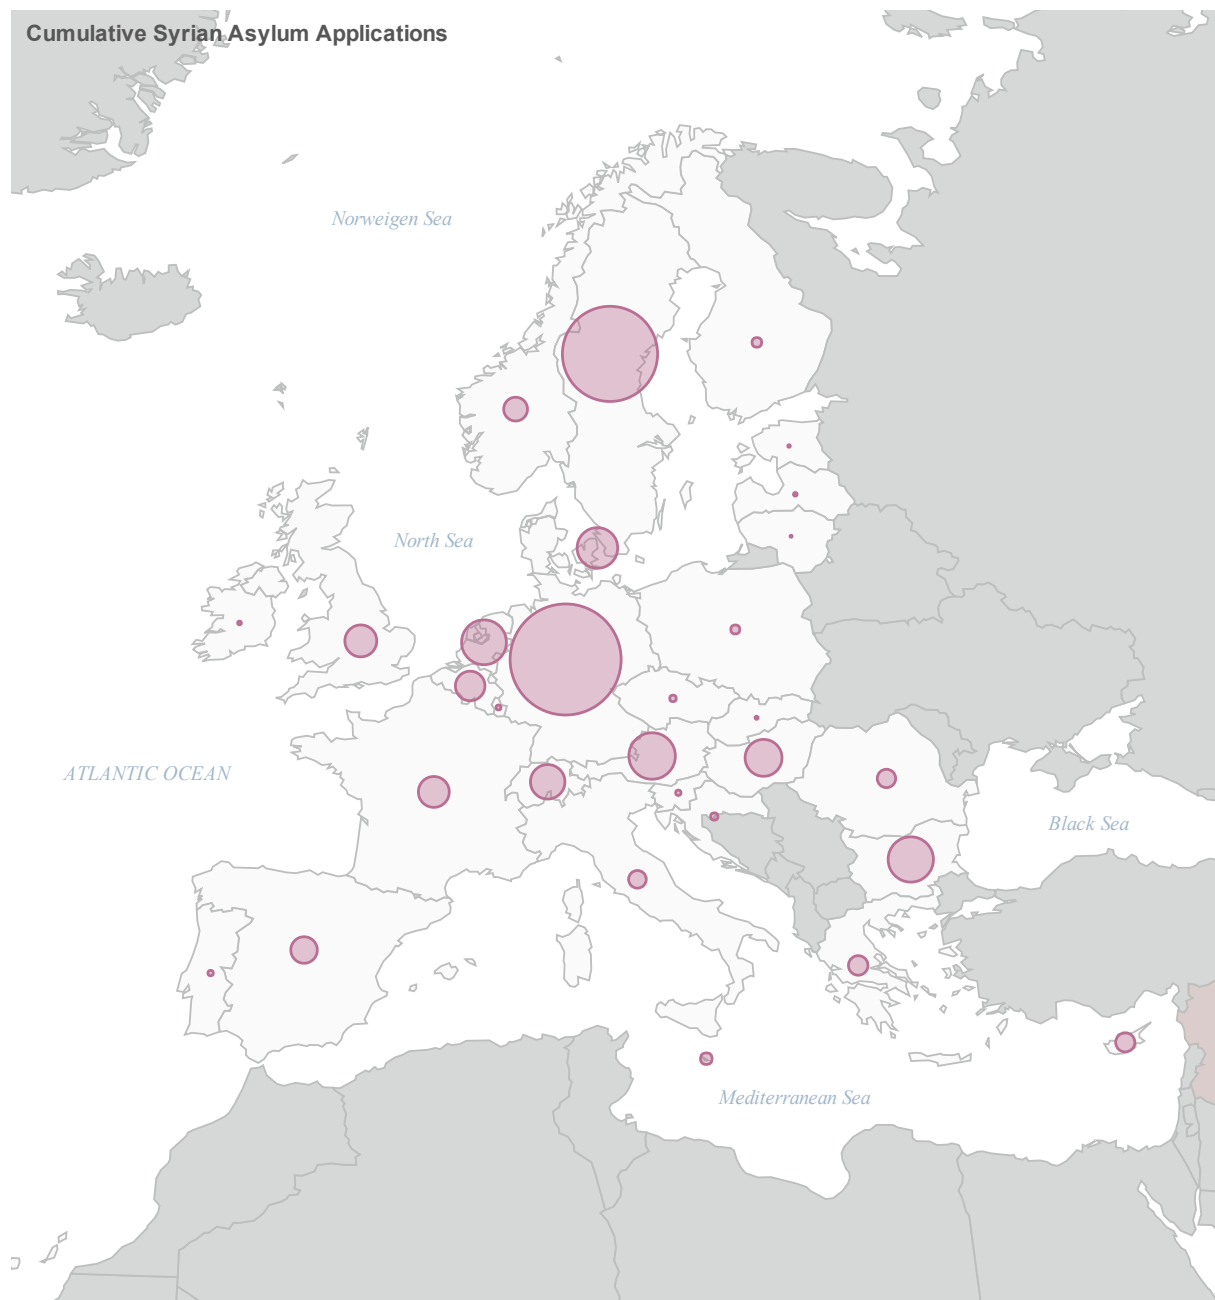 Cumulative Syrian Asylum Applications
Norweigen Sea
North Sea
ATLANTIC OCEAN
Black Sea
Mediterranean Sea